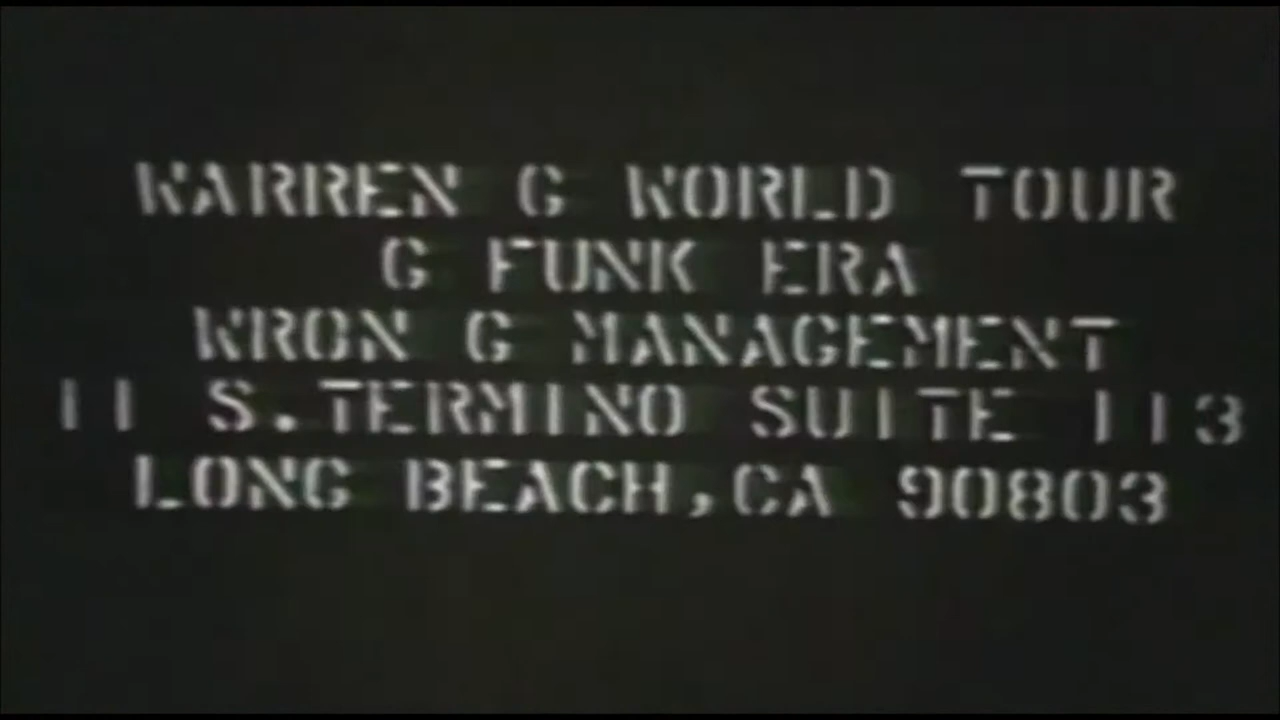 WARREN G WORLD TOUR
G FUNK ERA
WRON G MANAGEMENT
11 S.TERMINO SUITE 113
LONG BEACH,CA 90803